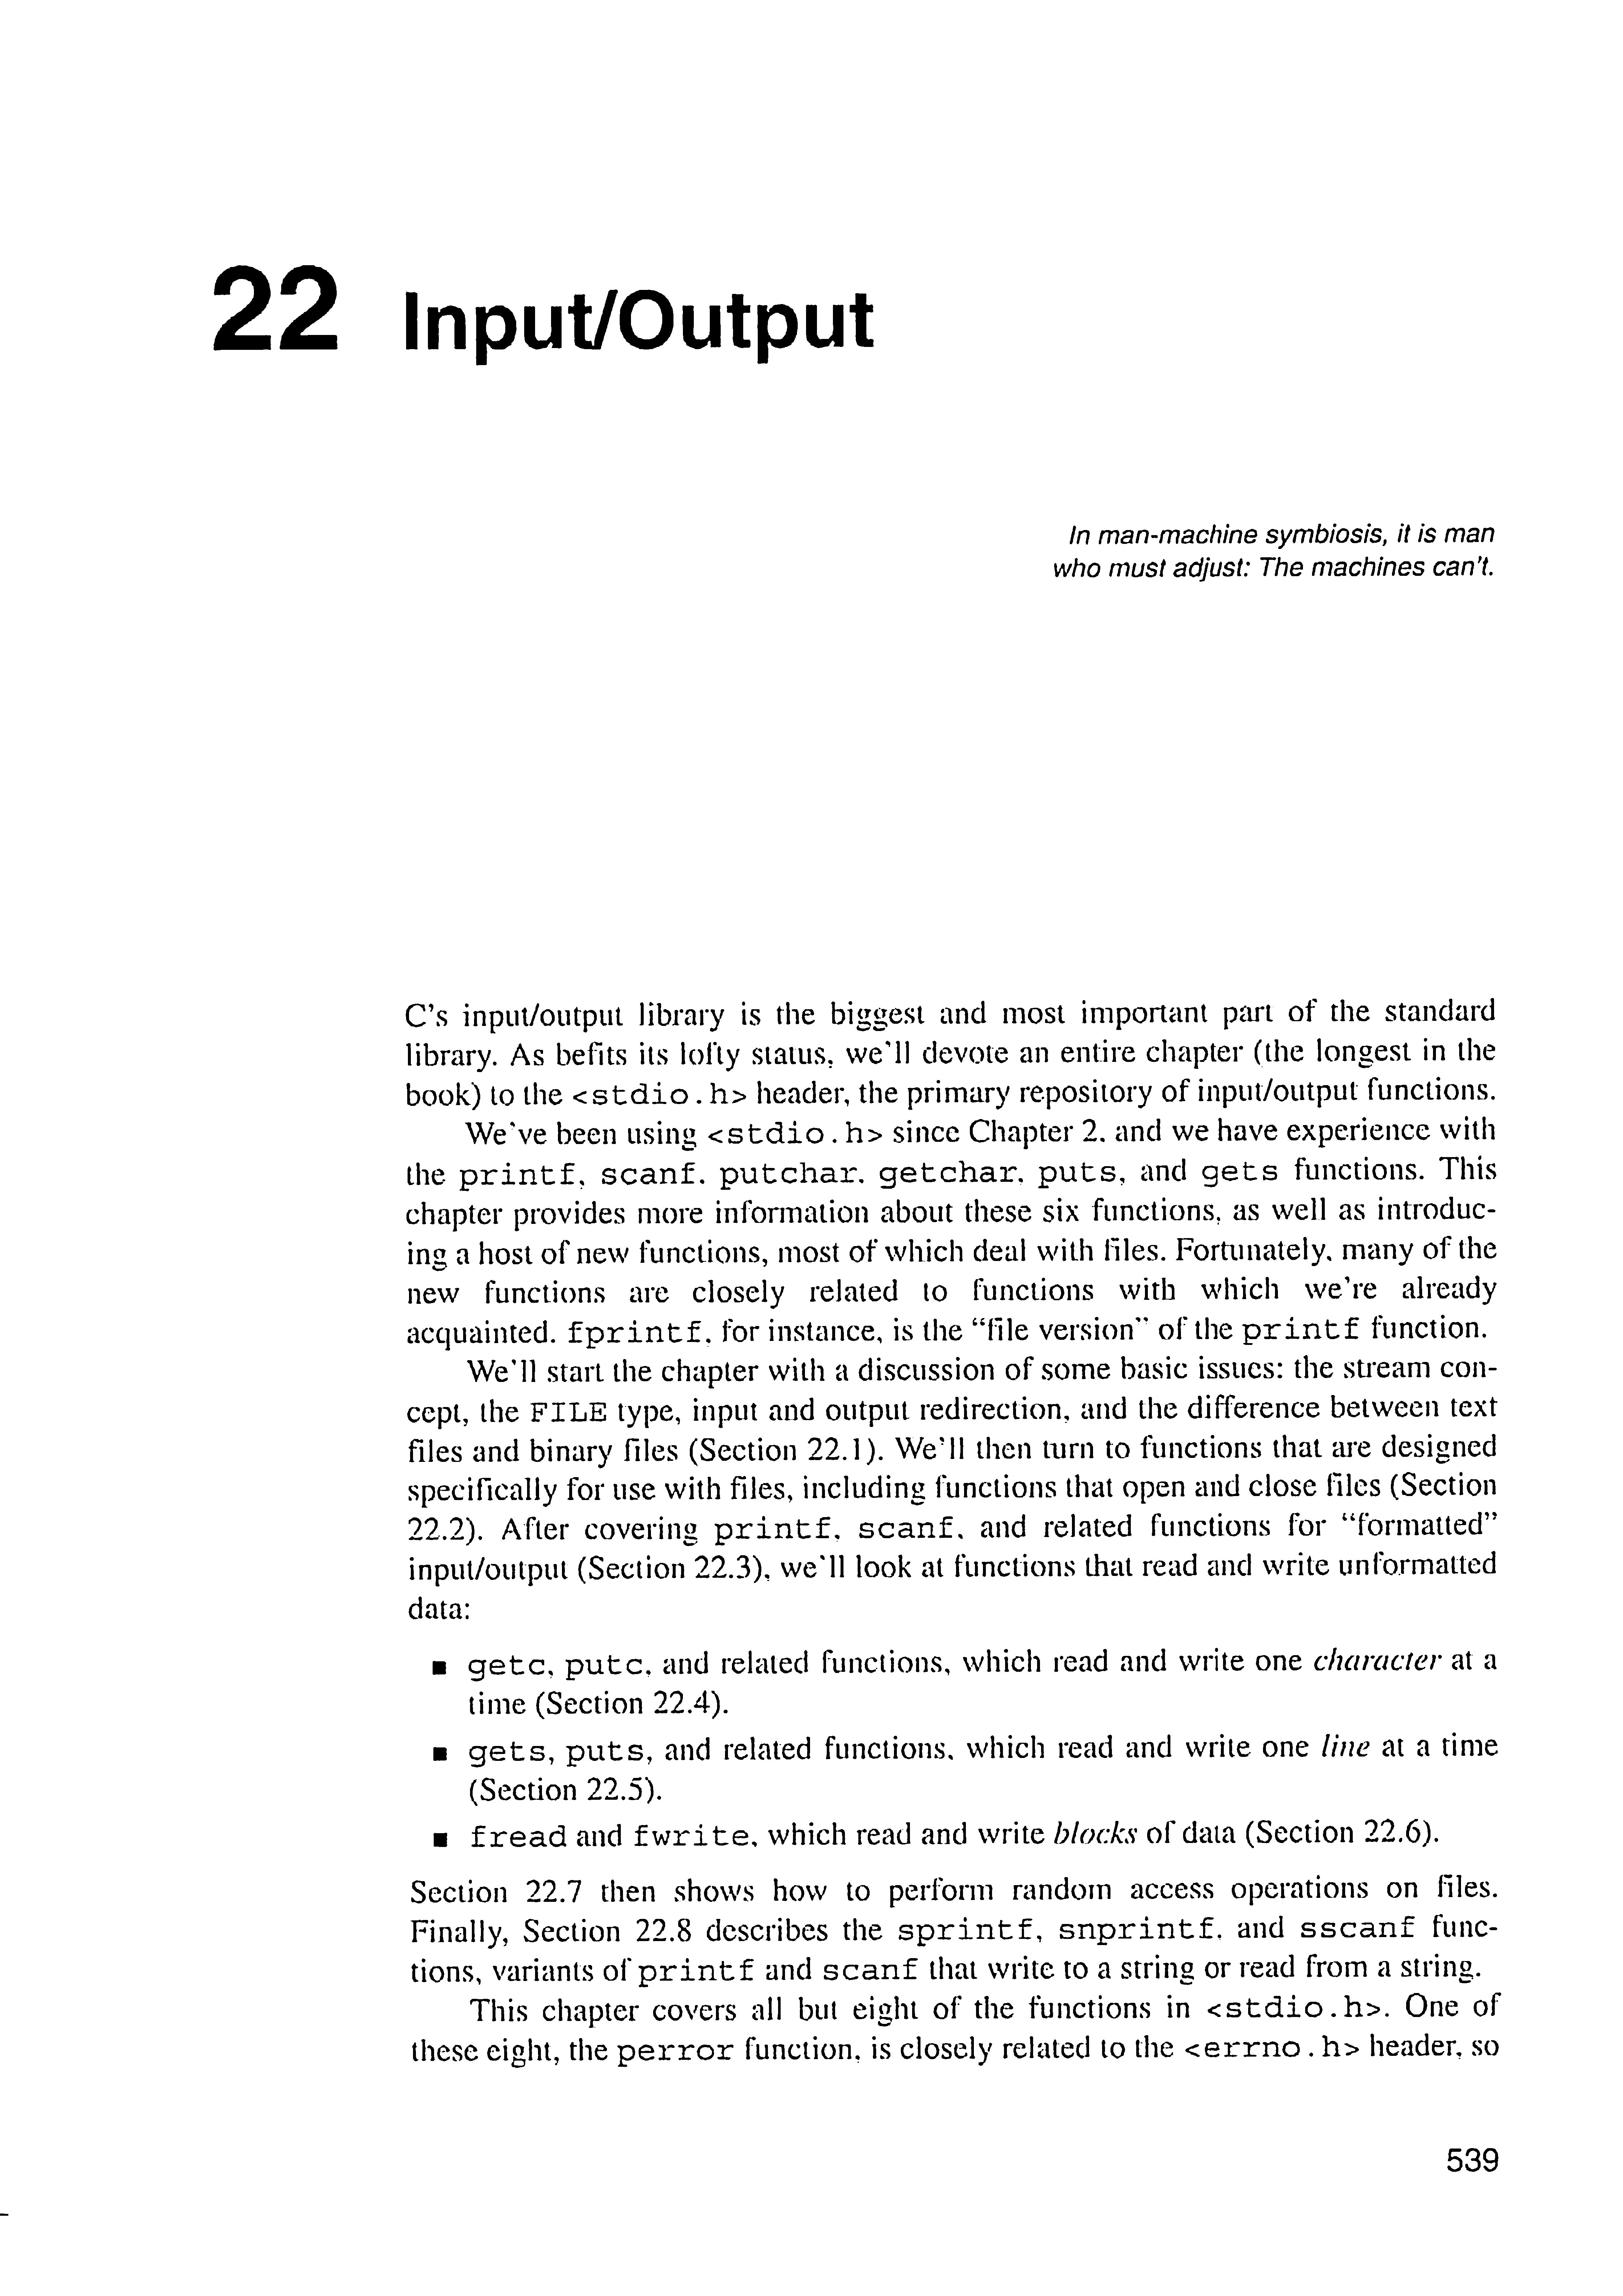 22 Input/Output
In man-machine symbiosis, it is man
who must adjust: The machines can't.
C's input/output library is the biggest and most important part of the standard
library. As befits its lofty status, we'll devote an entire chapter (the longest in the
book) to the <stdio.h> header, the primary repository of input/output functions.
We've been using <stdio.h> since Chapter 2, and we have experience with
the printf, scanf, putchar, getchar, puts, and gets functions. This
chapter provides more information about these six functions, as well as introduc-
ing a host of new functions, most of which deal with files. Fortunately, many of the
new functions are closely related to functions with which we're already
acquainted. fprintf, for instance, is the “file version” of the printf function.
We'll start the chapter with a discussion of some basic issues: the stream con-
cept, the FILE type, input and output redirection, and the difference between text
files and binary files (Section 22.1). We'll then turn to functions that are designed
specifically for use with files, including functions that open and close files (Section
22.2). After covering printf, scanf, and related functions for “formatted”
input/output (Section 22.3), we'll look at functions that read and write unformatted
data:
■ getc, putc, and related functions, which read and write one character at a
time (Section 22.4).
■ gets, puts, and related functions, which read and write one line at a time
(Section 22.5).
■ fread and fwrite, which read and write blocks of data (Section 22.6).
Section 22.7 then shows how to perform random access operations on files.
Finally, Section 22.8 describes the sprintf, snprintf, and sscanf func-
tions, variants of printf and scanf that write to a string or read from a string.
This chapter covers all but eight of the functions in <stdio.h>. One of
these eight, the perror function, is closely related to the <errno.h> header, so
539